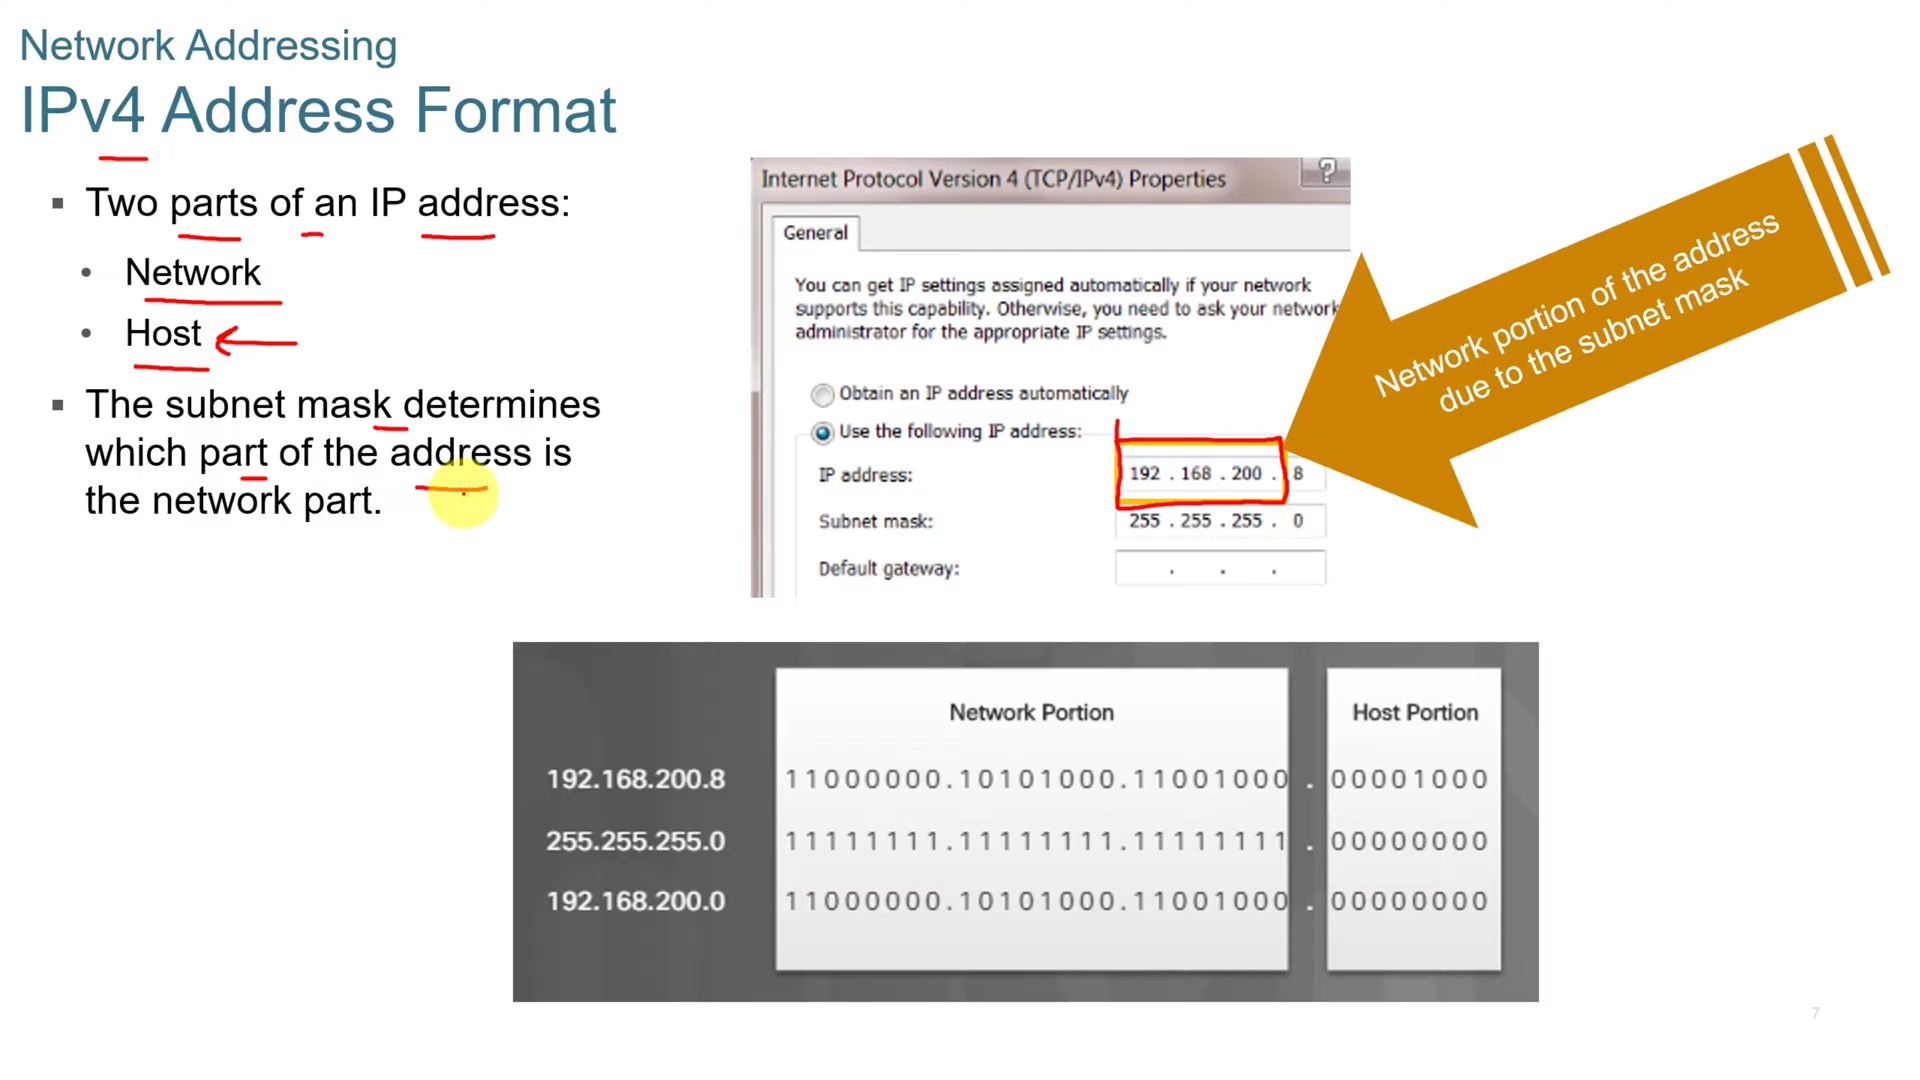 Network Addressing
IPv4 Address Format
▪ Two parts of an IP address:
• Network
• Host
▪ The subnet mask determines
which part of the address is
the network part.
Internet Protocol Version 4 (TCP/IPv4) Properties
?
General
You can get IP settings assigned automatically if your network
supports this capability. Otherwise, you need to ask your network
administrator for the appropriate IP settings.
Obtain an IP address automatically
Use the following IP address:
IP address: 192 . 168 . 200 . 8
Subnet mask: 255 . 255 . 255 . 0
Default gateway: . . .
Network portion of the address
due to the subnet mask
Network Portion Host Portion
192.168.200.8 11000000.10101000.11001000 . 00001000
255.255.255.0 11111111.11111111.11111111 . 00000000
192.168.200.0 11000000.10101000.11001000 . 00000000
7